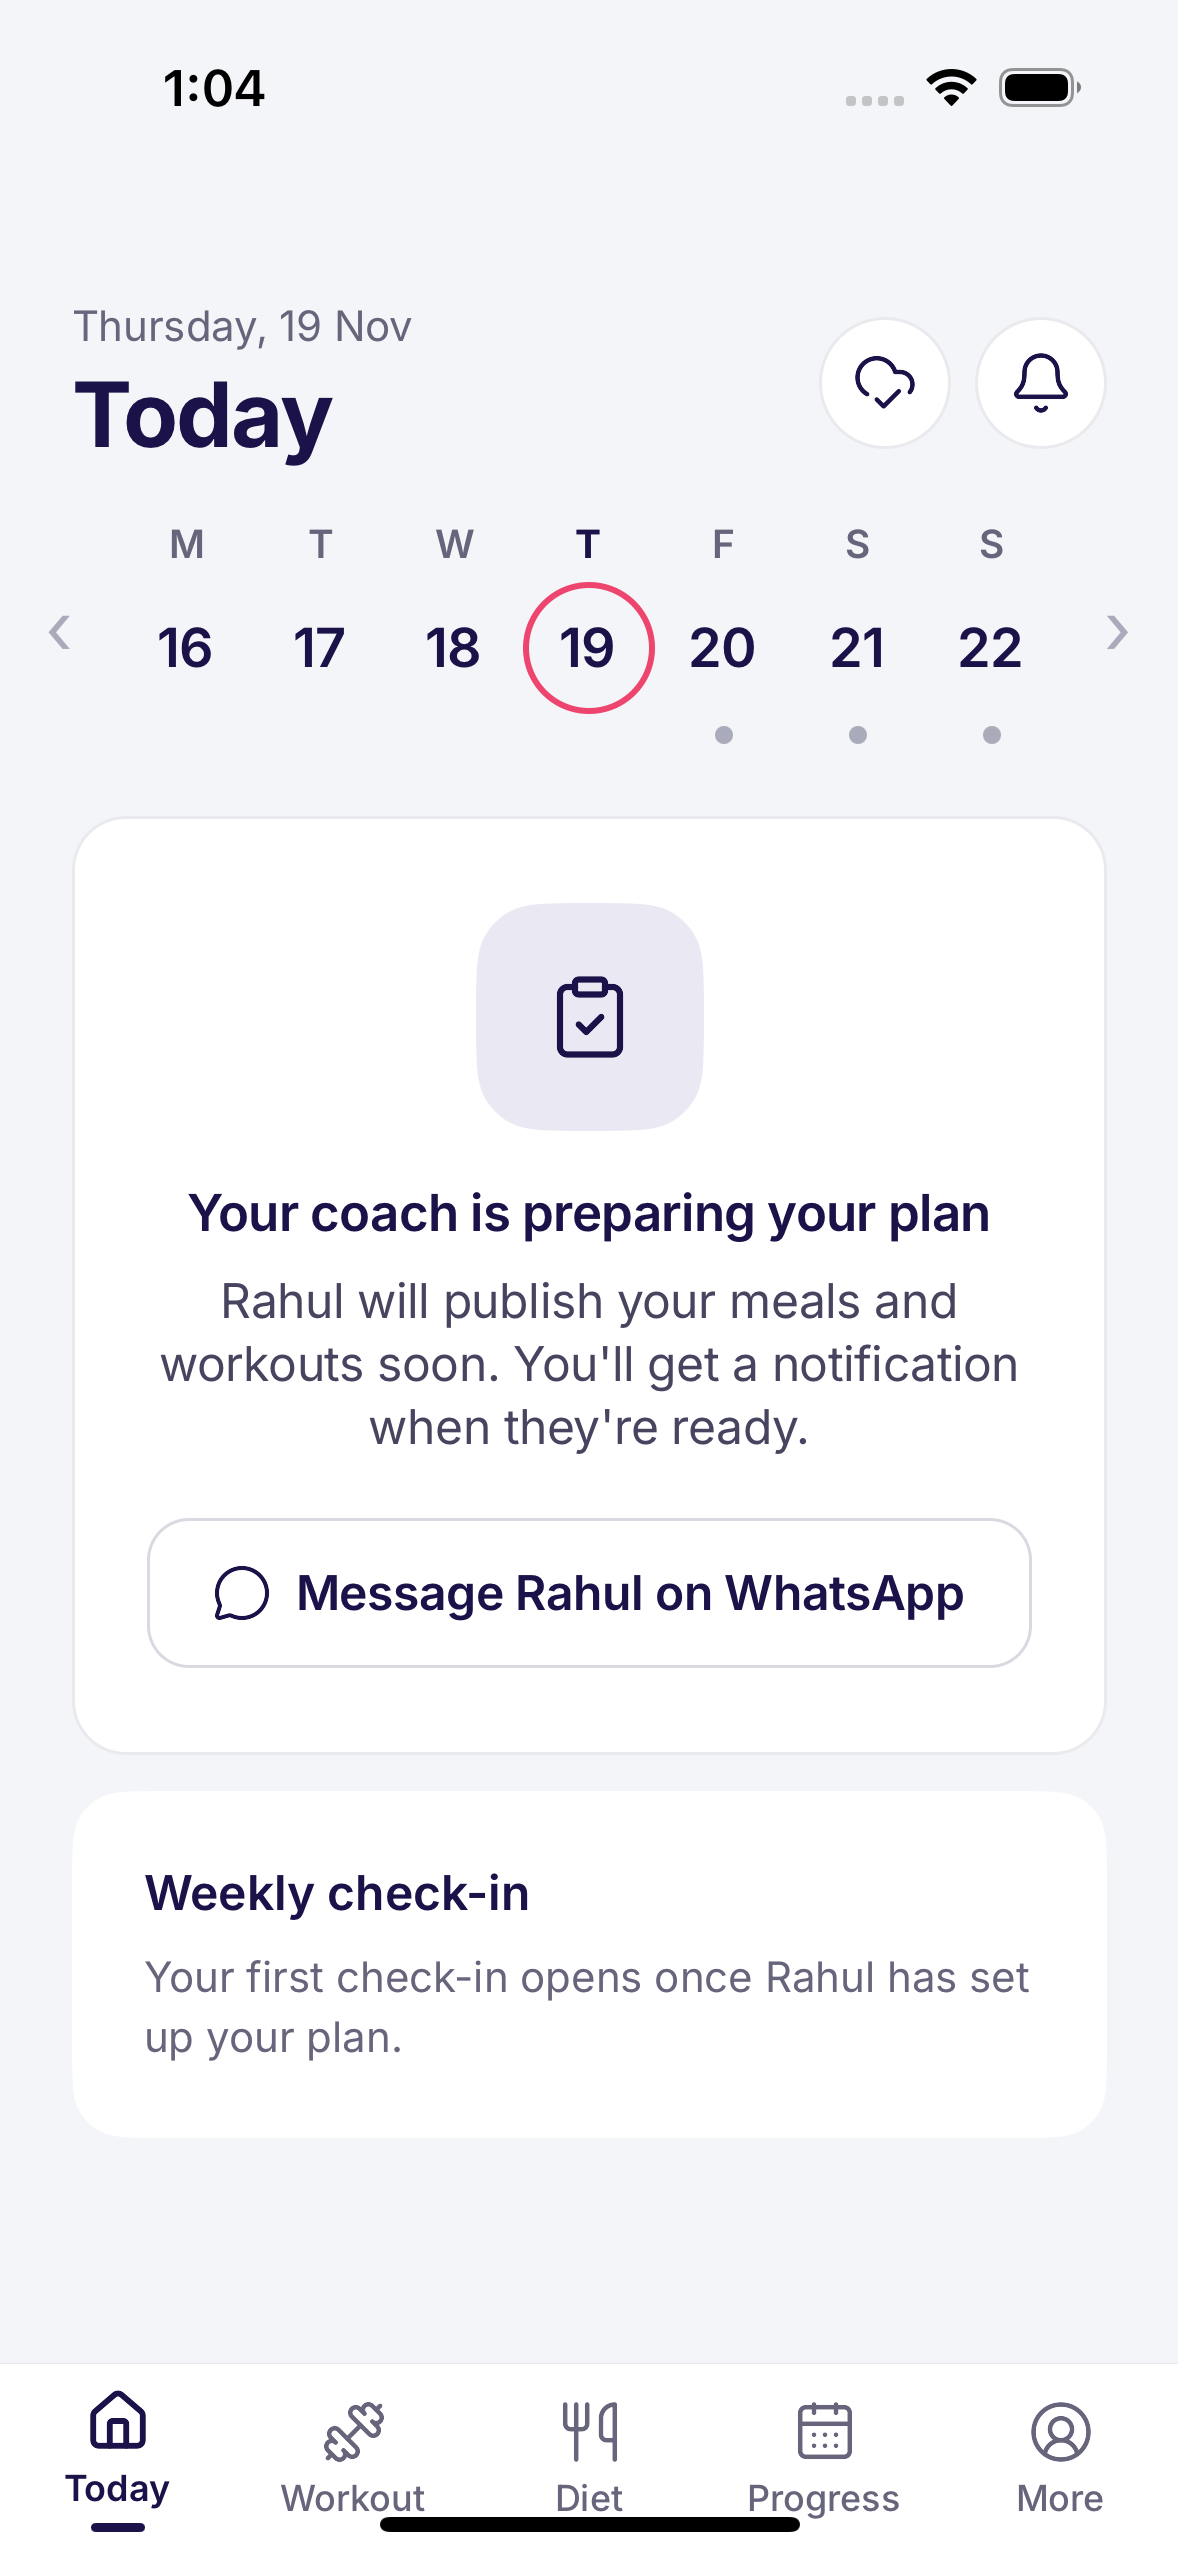 1:04
Thursday, 19 Nov
Today
M T W T F S S
16 17 18 19 20 21 22
Your coach is preparing your plan
Rahul will publish your meals and
workouts soon. You'll get a notification
when they're ready.
Message Rahul on WhatsApp
Weekly check-in
Your first check-in opens once Rahul has set
up your plan.
Today Workout Diet Progress More